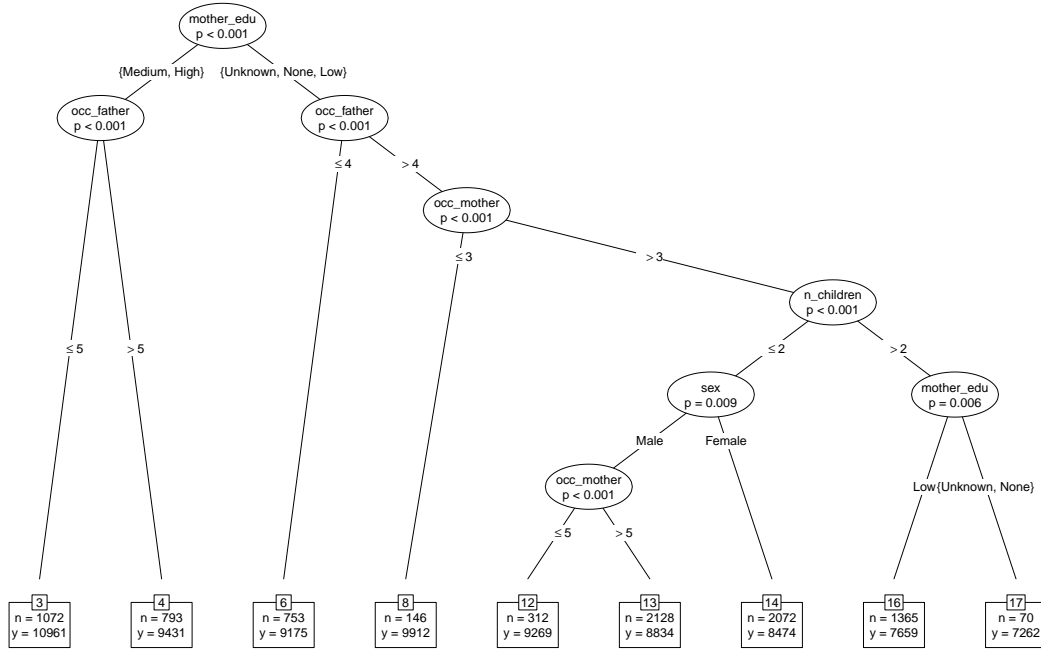 mother_edu
p < 0.001
{Medium, High}
{Unknown, None, Low}
occ_father
p < 0.001
occ_father
p < 0.001
≤ 4
> 4
occ_mother
p < 0.001
≤ 3
> 3
n_children
p < 0.001
≤ 5
> 5
≤ 2
> 2
sex
p = 0.009
mother_edu
p = 0.006
Male
Female
occ_mother
p < 0.001
Low
{Unknown, None}
≤ 5
> 5
3
n = 1072
y = 10961
4
n = 793
y = 9431
6
n = 753
y = 9175
8
n = 146
y = 9912
12
n = 312
y = 9269
13
n = 2128
y = 8834
14
n = 2072
y = 8474
16
n = 1365
y = 7659
17
n = 70
y = 7262